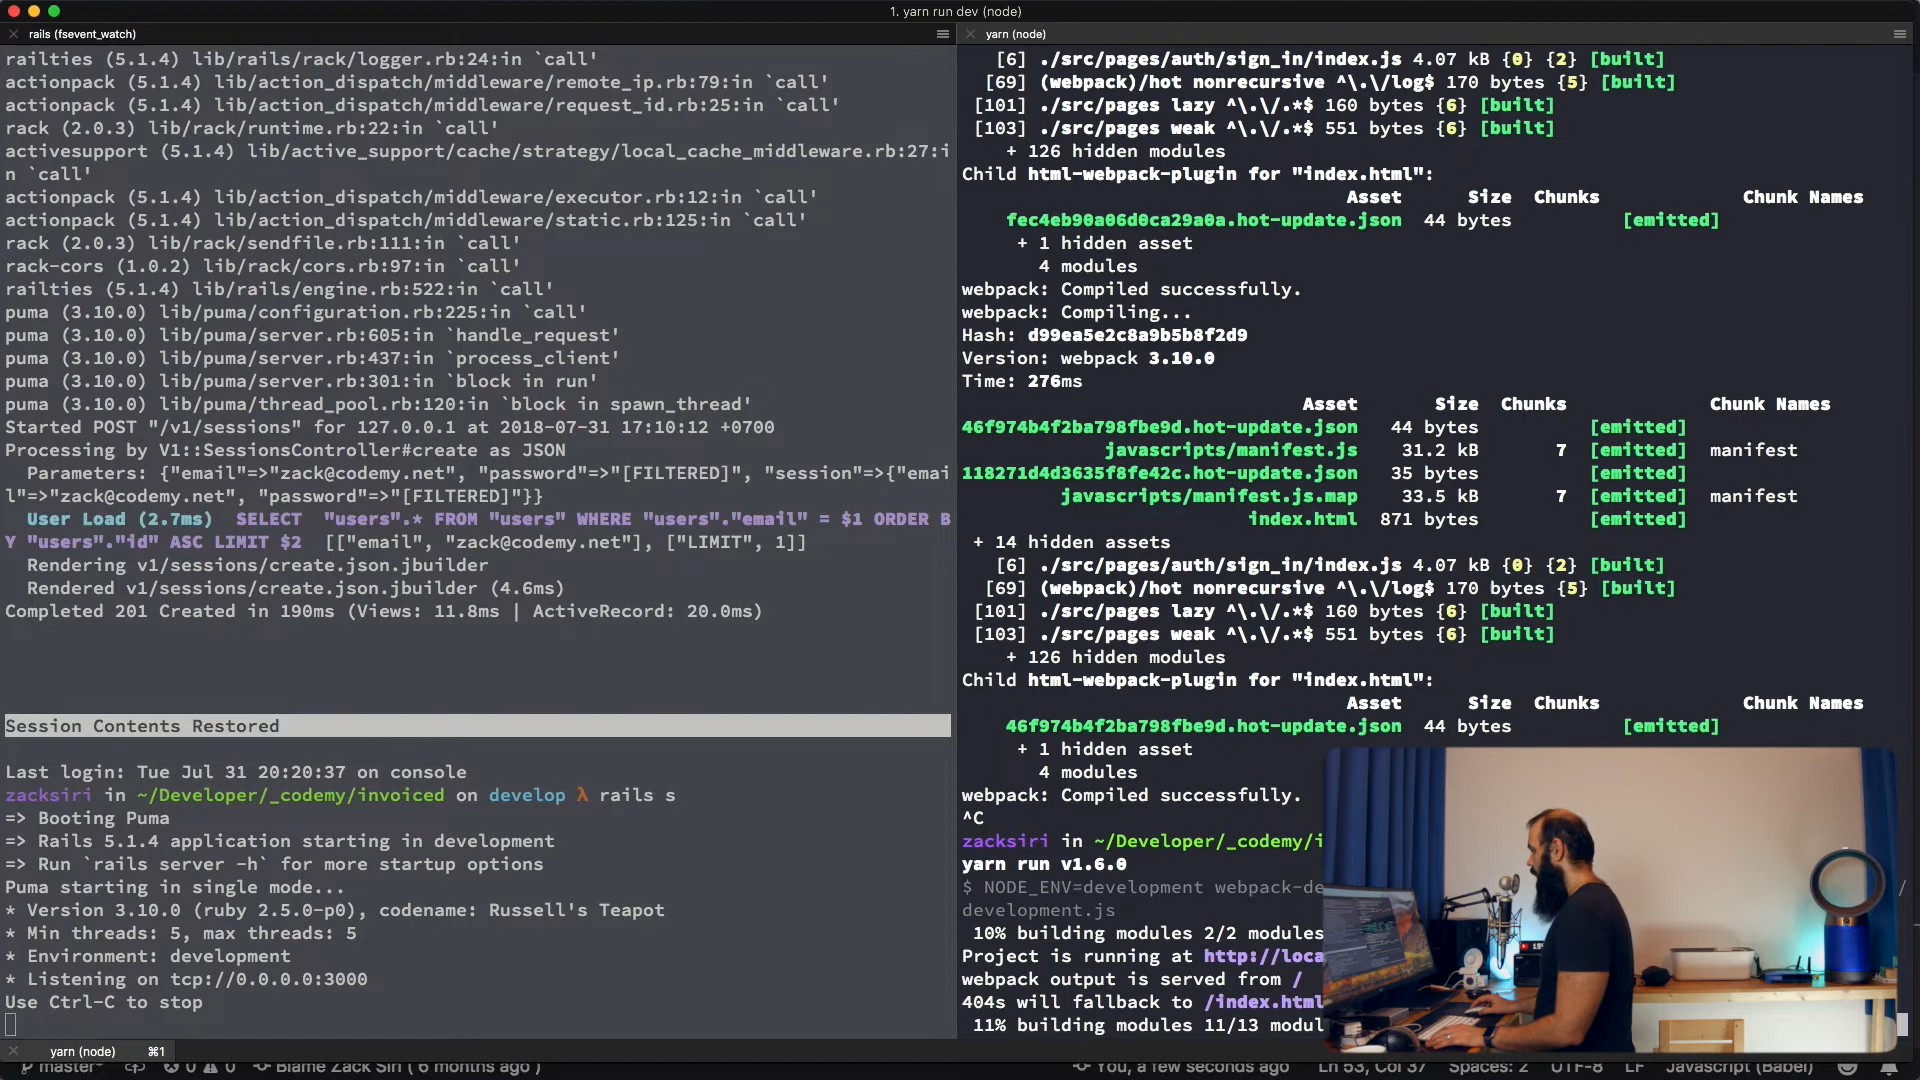 1. yarn run dev (node)
rails (fsevent_watch)
railties (5.1.4) lib/rails/rack/logger.rb:24:in `call'
actionpack (5.1.4) lib/action_dispatch/middleware/remote_ip.rb:79:in `call'
actionpack (5.1.4) lib/action_dispatch/middleware/request_id.rb:25:in `call'
rack (2.0.3) lib/rack/runtime.rb:22:in `call'
activesupport (5.1.4) lib/active_support/cache/strategy/local_cache_middleware.rb:27:i
n `call'
actionpack (5.1.4) lib/action_dispatch/middleware/executor.rb:12:in `call'
actionpack (5.1.4) lib/action_dispatch/middleware/static.rb:125:in `call'
rack (2.0.3) lib/rack/sendfile.rb:111:in `call'
rack-cors (1.0.2) lib/rack/cors.rb:97:in `call'
railties (5.1.4) lib/rails/engine.rb:522:in `call'
puma (3.10.0) lib/puma/configuration.rb:225:in `call'
puma (3.10.0) lib/puma/server.rb:605:in `handle_request'
puma (3.10.0) lib/puma/server.rb:437:in `process_client'
puma (3.10.0) lib/puma/server.rb:301:in `block in run'
puma (3.10.0) lib/puma/thread_pool.rb:120:in `block in spawn_thread'
Started POST "/v1/sessions" for 127.0.0.1 at 2018-07-31 17:10:12 +0700
Processing by V1::SessionsController#create as JSON
Parameters: {"email"=>"zack@codemy.net", "password"=>"[FILTERED]", "session"=>{"emai
l"=>"zack@codemy.net", "password"=>"[FILTERED]"}}
User Load (2.7ms)  SELECT  "users".* FROM "users" WHERE "users"."email" = $1 ORDER B
Y "users"."id" ASC LIMIT $2  [["email", "zack@codemy.net"], ["LIMIT", 1]]
Rendering v1/sessions/create.json.jbuilder
Rendered v1/sessions/create.json.jbuilder (4.6ms)
Completed 201 Created in 190ms (Views: 11.8ms | ActiveRecord: 20.0ms)
Session Contents Restored
Last login: Tue Jul 31 20:20:37 on console
zacksiri in ~/Developer/_codemy/invoiced on develop λ rails s
=> Booting Puma
=> Rails 5.1.4 application starting in development
=> Run `rails server -h` for more startup options
Puma starting in single mode...
* Version 3.10.0 (ruby 2.5.0-p0), codename: Russell's Teapot
* Min threads: 5, max threads: 5
* Environment: development
* Listening on tcp://0.0.0.0:3000
Use Ctrl-C to stop
yarn (node)
[6] ./src/pages/auth/sign_in/index.js 4.07 kB {0} {2} [built]
[69] (webpack)/hot nonrecursive ^\.\/log$ 170 bytes {5} [built]
[101] ./src/pages lazy ^\.\/.*$ 160 bytes {6} [built]
[103] ./src/pages weak ^\.\/.*$ 551 bytes {6} [built]
+ 126 hidden modules
Child html-webpack-plugin for "index.html":
Asset Size Chunks Chunk Names
fec4eb90a06d0ca29a0a.hot-update.json 44 bytes [emitted]
+ 1 hidden asset
4 modules
webpack: Compiled successfully.
webpack: Compiling...
Hash: d99ea5e2c8a9b5b8f2d9
Version: webpack 3.10.0
Time: 276ms
Asset Size Chunks Chunk Names
46f974b4f2ba798fbe9d.hot-update.json 44 bytes [emitted]
javascripts/manifest.js 31.2 kB 7 [emitted] manifest
118271d4d3635f8fe42c.hot-update.json 35 bytes [emitted]
javascripts/manifest.js.map 33.5 kB 7 [emitted] manifest
index.html 871 bytes [emitted]
+ 14 hidden assets
[6] ./src/pages/auth/sign_in/index.js 4.07 kB {0} {2} [built]
[69] (webpack)/hot nonrecursive ^\.\/log$ 170 bytes {5} [built]
[101] ./src/pages lazy ^\.\/.*$ 160 bytes {6} [built]
[103] ./src/pages weak ^\.\/.*$ 551 bytes {6} [built]
+ 126 hidden modules
Child html-webpack-plugin for "index.html":
Asset Size Chunks Chunk Names
46f974b4f2ba798fbe9d.hot-update.json 44 bytes [emitted]
+ 1 hidden asset
4 modules
webpack: Compiled successfully.
^C
zacksiri in ~/Developer/_codemy/i
yarn run v1.6.0
$ NODE_ENV=development webpack-de /
development.js
10% building modules 2/2 modules
Project is running at http://loca
webpack output is served from /
404s will fallback to /index.html
11% building modules 11/13 modul
yarn (node) ⌘1
master* 0 0 Blame Zack Siri ( 6 months ago ) You, a few seconds ago Ln 53, Col 37 Spaces: 2 UTF-8 LF Javascript (Babel)